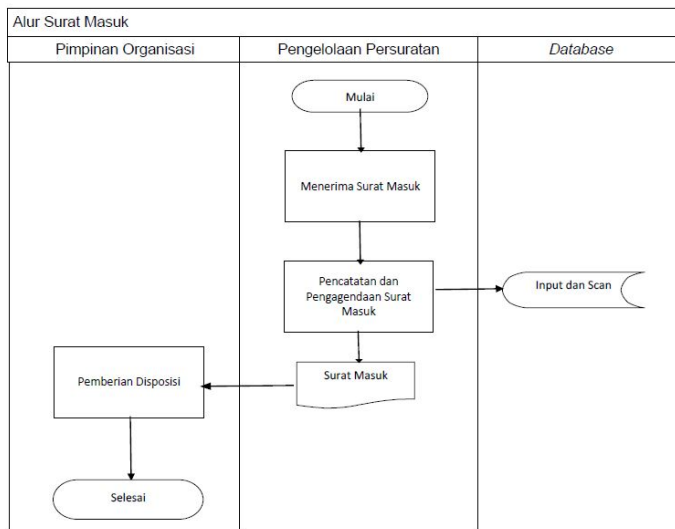 Alur Surat Masuk
Pimpinan Organisasi
Pengelolaan Persuratan
Database
Mulai
Menerima Surat Masuk
Pencatatan dan
Pengagendaan Surat
Masuk
Input dan Scan
Surat Masuk
Pemberian Disposisi
Selesai